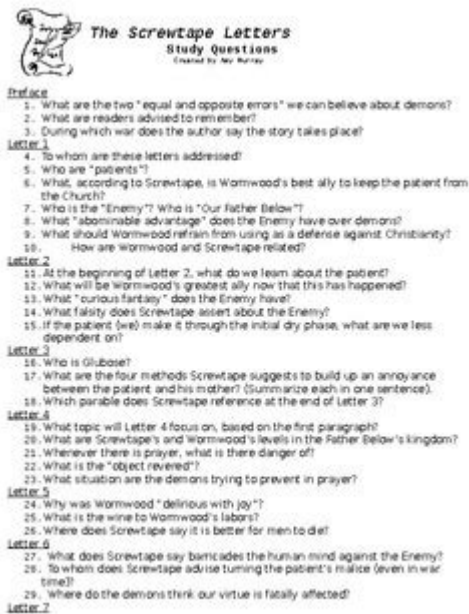 The Screwtape Letters
Study Questions
Created by Amy Murray
Preface
1. What are the two "equal and opposite errors" we can believe about demons?
2. What are readers advised to remember?
3. During which war does the author say the story takes place?
Letter 1
4. To whom are these letters addressed?
5. Who are "patients"?
6. What, according to Screwtape, is Wormwood's best ally to keep the patient from
the Church?
7. Who is the "Enemy"? Who is "Our Father Below"?
8. What "abominable advantage" does the Enemy have over demons?
9. What should Wormwood refrain from using as a defense against Christianity?
10. How are Wormwood and Screwtape related?
Letter 2
11. At the beginning of Letter 2, what do we learn about the patient?
12. What will be Wormwood's greatest ally now that this has happened?
13. What "curious fantasy" does the Enemy have?
14. What falsity does Screwtape assert about the Enemy?
15. If the patient (we) make it through the initial dry phase, what are we less
dependent on?
Letter 3
16. Who is Glubose?
17. What are the four methods Screwtape suggests to build up an annoyance
between the patient and his mother? (Summarize each in one sentence).
18. Which parable does Screwtape reference at the end of Letter 3?
Letter 4
19. What topic will Letter 4 focus on, based on the first paragraph?
20. What are Screwtape's and Wormwood's levels in the Father Below's kingdom?
21. Whenever there is prayer, what is there danger of?
22. What is the "object revered"?
23. What situation are the demons trying to prevent in prayer?
Letter 5
24. Why was Wormwood "delirious with joy"?
25. What is the wine to Wormwood's labors?
26. Where does Screwtape say it is better for men to die?
Letter 6
27. What does Screwtape say barricades the human mind against the Enemy?
28. To whom does Screwtape advise turning the patient's malice (even in war
time)?
29. Where do the demons think our virtue is fatally affected?
Letter 7